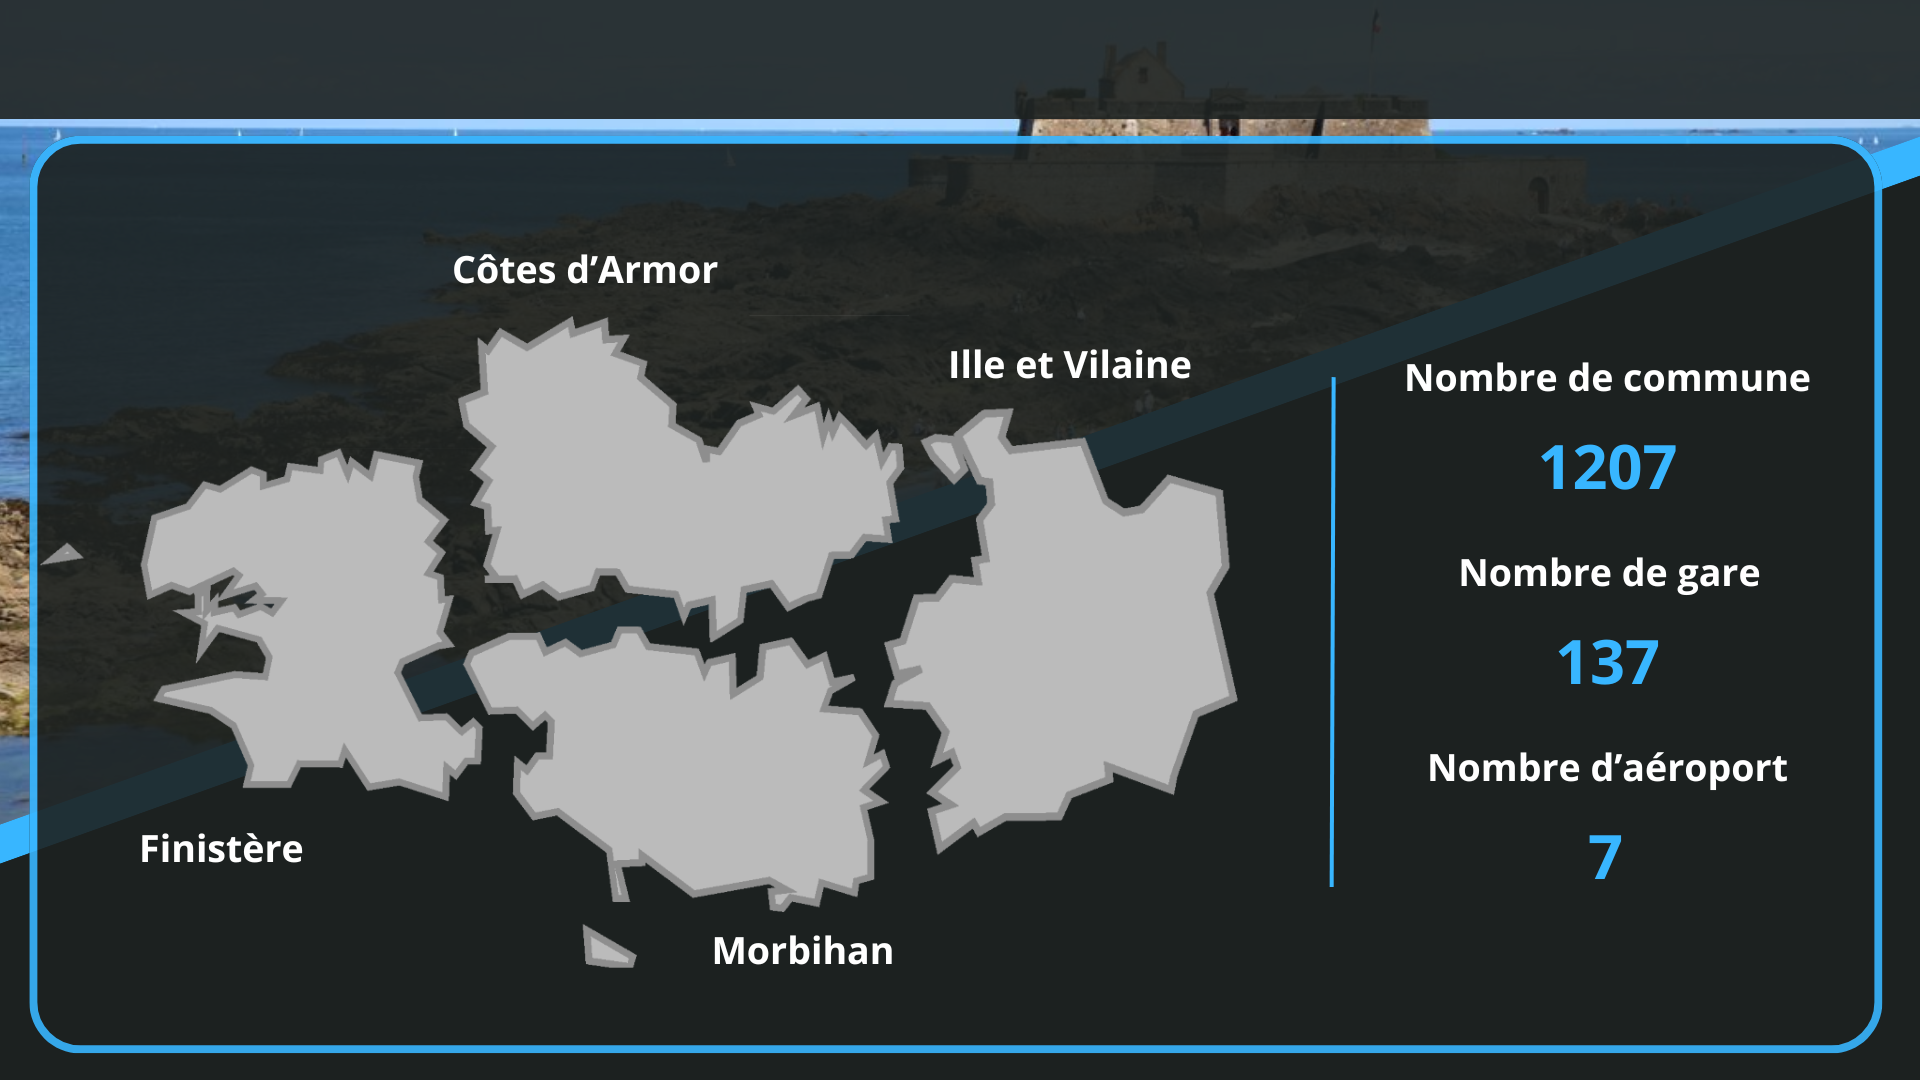 Côtes d’Armor
Ille et Vilaine
Finistère
Morbihan
Nombre de commune
1207
Nombre de gare
137
Nombre d’aéroport
7